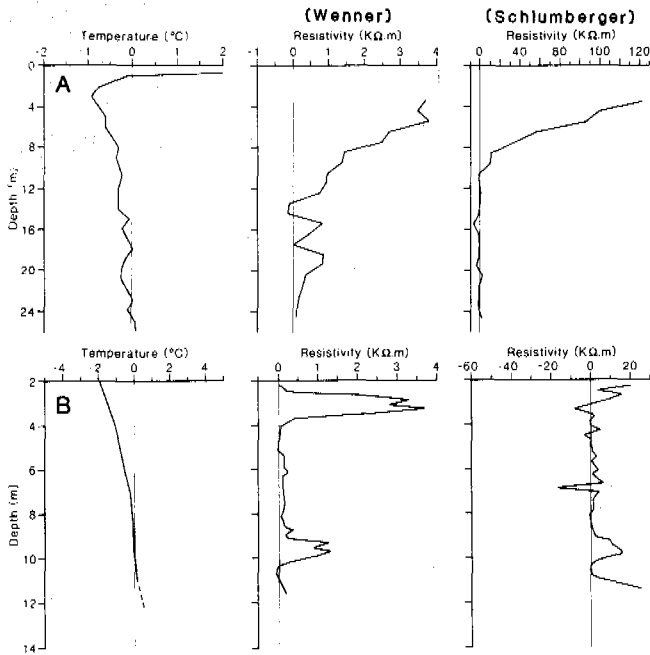 (Wenner) (Schlumberger)
Temperature (°C) Resistivity (KΩ.m) Resistivity (KΩ.m)
-2 -1 0 1 2 -1 0 1 2 3 4 0 40 80 100 120
0
A
4
8
12
16
20
24
Depth (m)
Temperature (°C) Resistivity (KΩ.m) Resistivity (KΩ.m)
-4 -2 0 2 4 0 1 2 3 4 -60 -40 -20 0 20
2
B
4
6
8
10
12
14
Depth (m)